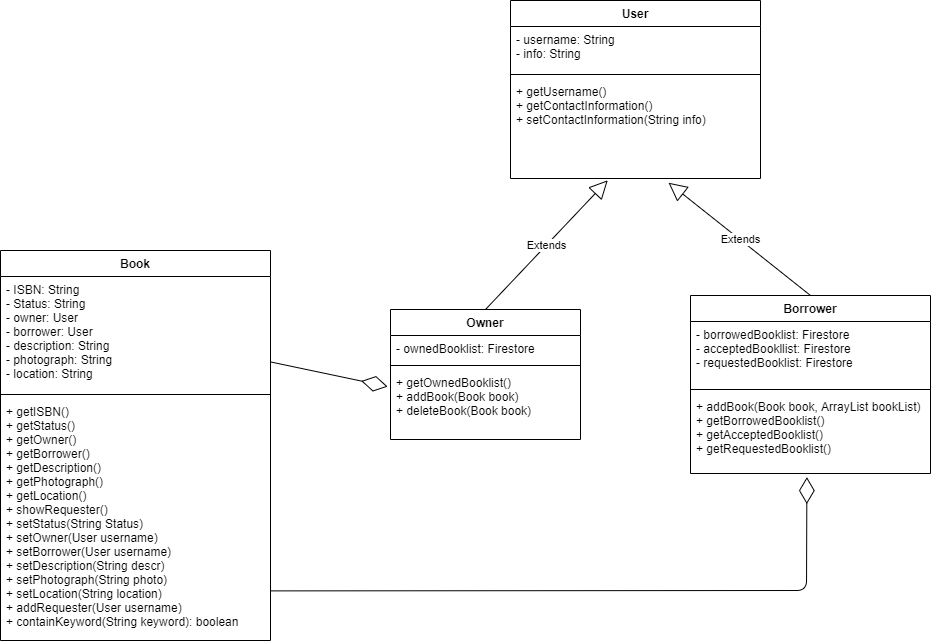 User
- username: String
- info: String
+ getUsername()
+ getContactInformation()
+ setContactInformation(String info)
Extends
Extends
Book
- ISBN: String
- Status: String
- owner: User
- borrower: User
- description: String
- photograph: String
- location: String
+ getISBN()
+ getStatus()
+ getOwner()
+ getBorrower()
+ getDescription()
+ getPhotograph()
+ getLocation()
+ showRequester()
+ setStatus(String Status)
+ setOwner(User username)
+ setBorrower(User username)
+ setDescription(String descr)
+ setPhotograph(String photo)
+ setLocation(String location)
+ addRequester(User username)
+ containKeyword(String keyword): boolean
Owner
- ownedBooklist: Firestore
+ getOwnedBooklist()
+ addBook(Book book)
+ deleteBook(Book book)
Borrower
- borrowedBooklist: Firestore
- acceptedBookllist: Firestore
- requestedBooklist: Firestore
+ addBook(Book book, ArrayList bookList)
+ getBorrowedBooklist()
+ getAcceptedBooklist()
+ getRequestedBooklist()